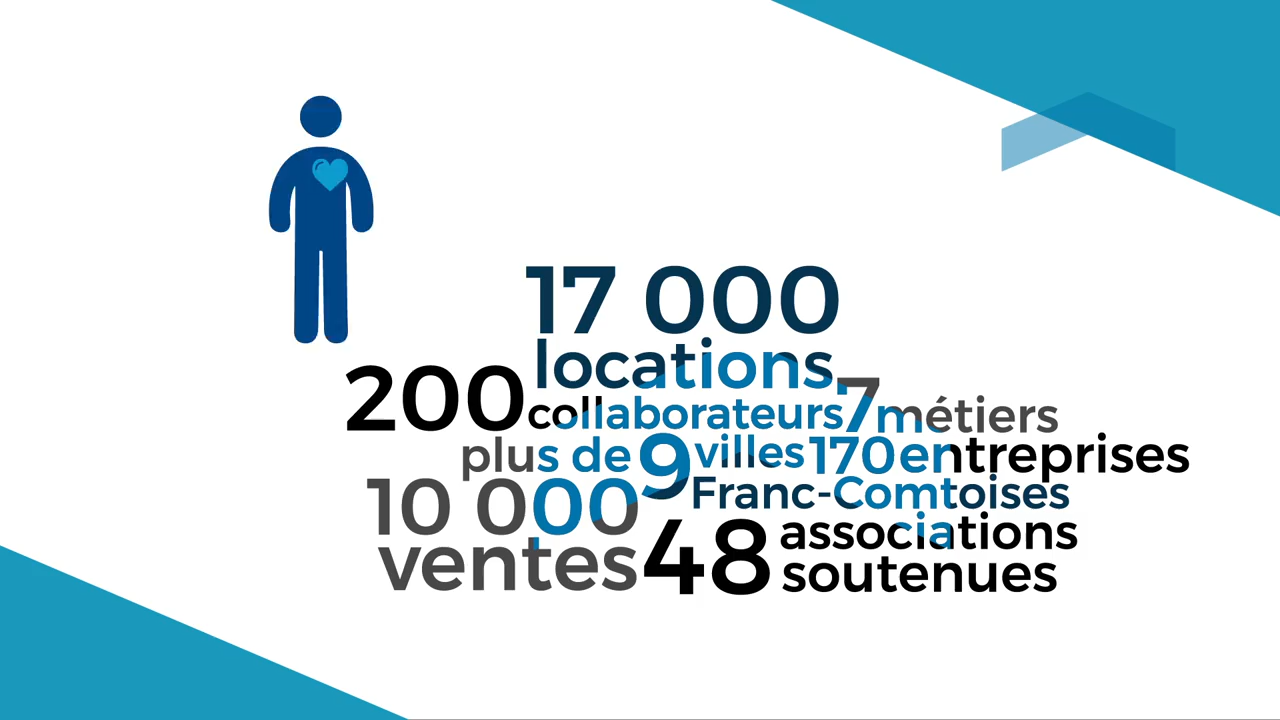 17 000
locations
200 collaborateurs
7 métiers
plus de
10 000
ventes
9 villes
Franc-Comtoises
170 entreprises
48 associations
soutenues